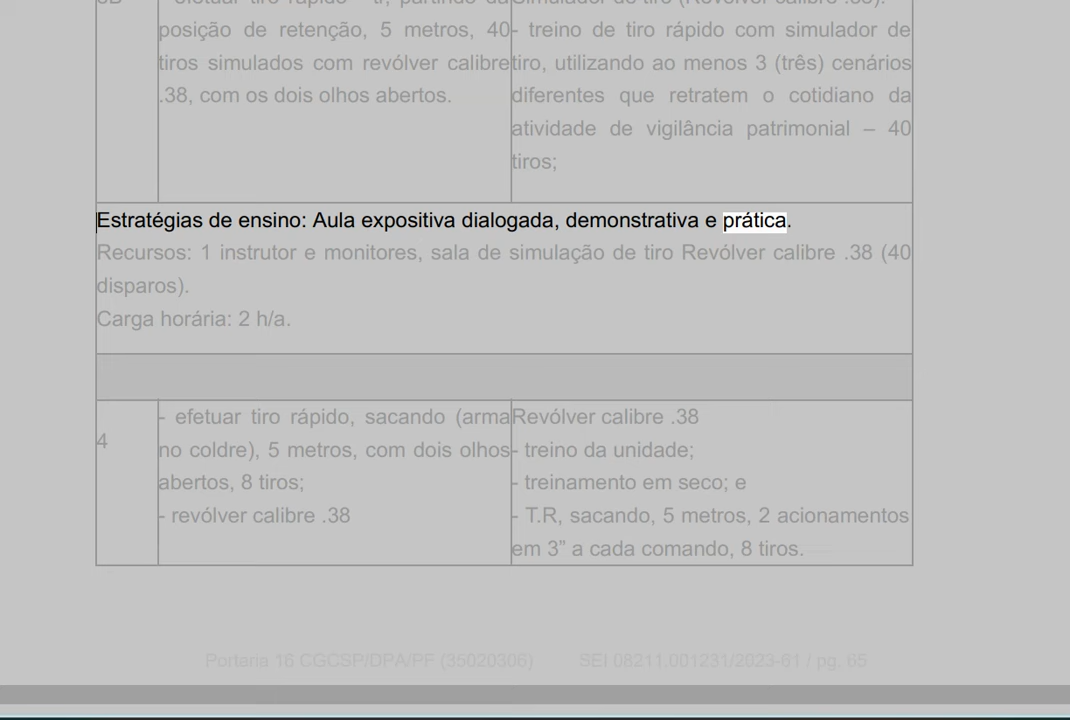 posição de retenção, 5 metros, 40
tiros simulados com revólver calibre
.38, com os dois olhos abertos.
- treino de tiro rápido com simulador de
tiro, utilizando ao menos 3 (três) cenários
diferentes que retratem o cotidiano da
atividade de vigilância patrimonial – 40
tiros;
Estratégias de ensino: Aula expositiva dialogada, demonstrativa e prática.
Recursos: 1 instrutor e monitores, sala de simulação de tiro Revólver calibre .38 (40
disparos).
Carga horária: 2 h/a.
4
- efetuar tiro rápido, sacando (arma
no coldre), 5 metros, com dois olhos
abertos, 8 tiros;
- revólver calibre .38
Revólver calibre .38
- treino da unidade;
- treinamento em seco; e
- T.R, sacando, 5 metros, 2 acionamentos
em 3” a cada comando, 8 tiros.
Portaria 16 CGCSP/DPA/PF (35020306) SEI 08211.001231/2023-61 / pg. 65